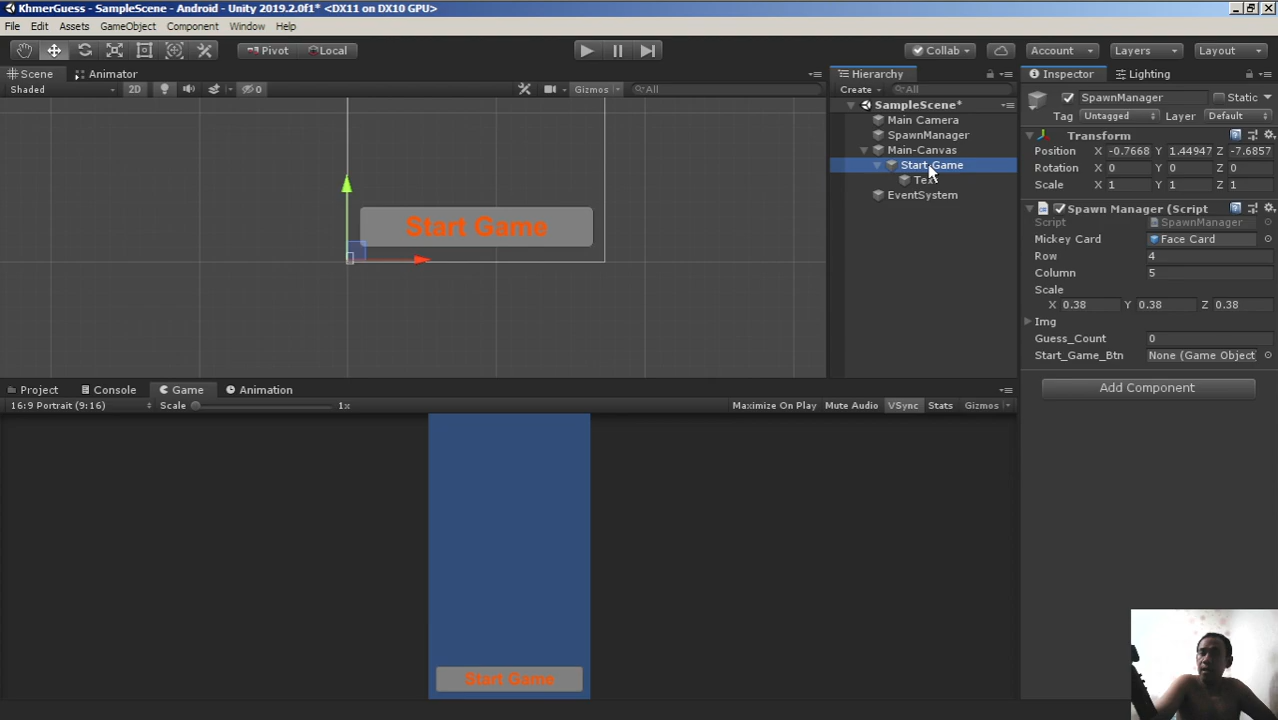 KhmerGuess - SampleScene - Android - Unity 2019.2.0f1* <DX11 on DX10 GPU>
File Edit Assets GameObject Component Window Help
Pivot Local Collab Account Layers Layout
Scene Animator
Shaded 2D 0 Gizmos All
Start Game
Hierarchy
Create All
SampleScene*
Main Camera
SpawnManager
Main-Canvas
Start Game
EventSystem
Inspector Lighting
SpawnManager Static
Tag Untagged Layer Default
Transform
Position X -0.7668 Y 1.44947 Z -7.6857
Rotation X 0 Y 0 Z 0
Scale X 1 Y 1 Z 1
Spawn Manager (Script
Script SpawnManager
Mickey Card Face Card
Row 4
Column 5
Scale
X 0.38 Y 0.38 Z 0.38
Img
Guess_Count 0
Start_Game_Btn None (Game Object
Add Component
Project Console Game Animation
16:9 Portrait (9:16) Scale 1x Maximize On Play Mute Audio VSync Stats Gizmos
Start Game